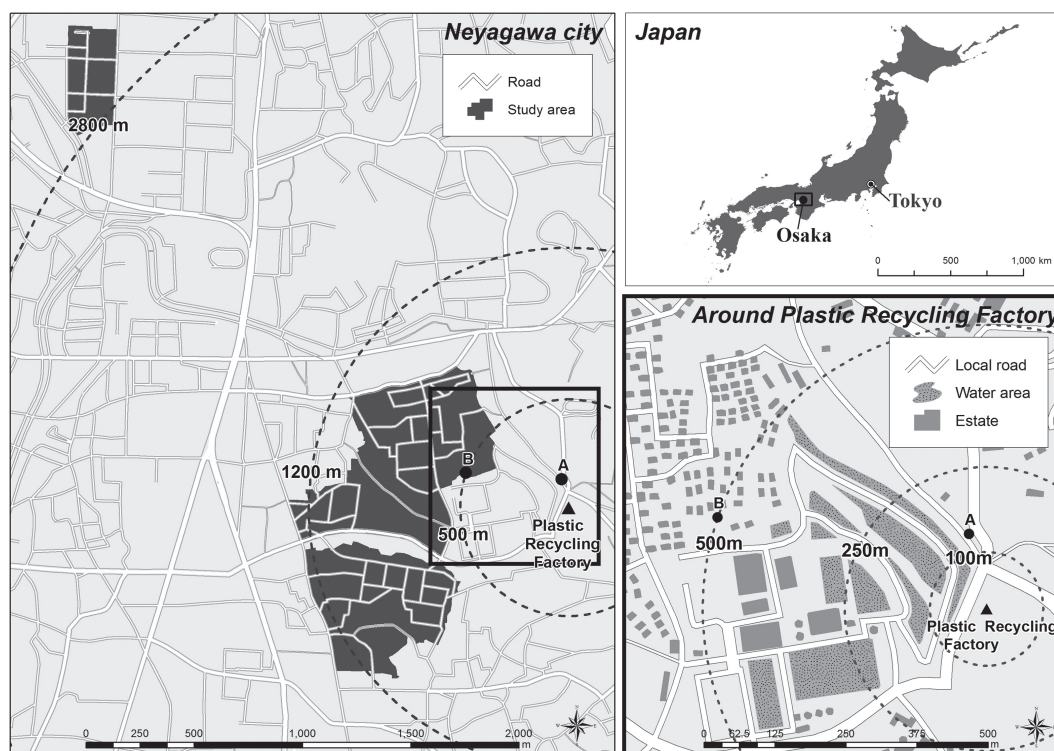 Neyagawa city
Road
Study area
2800 m
1200 m
B
A
500 m
Plastic
Recycling
Factory
0 250 500 1,000 1,500 2,000
m
Japan
Tokyo
Osaka
0 500 1,000 km
Around Plastic Recycling Factory
Local road
Water area
Estate
B
A
500m
250m
100m
Plastic Recycling
Factory
0 62.5 125 250 375 500
m